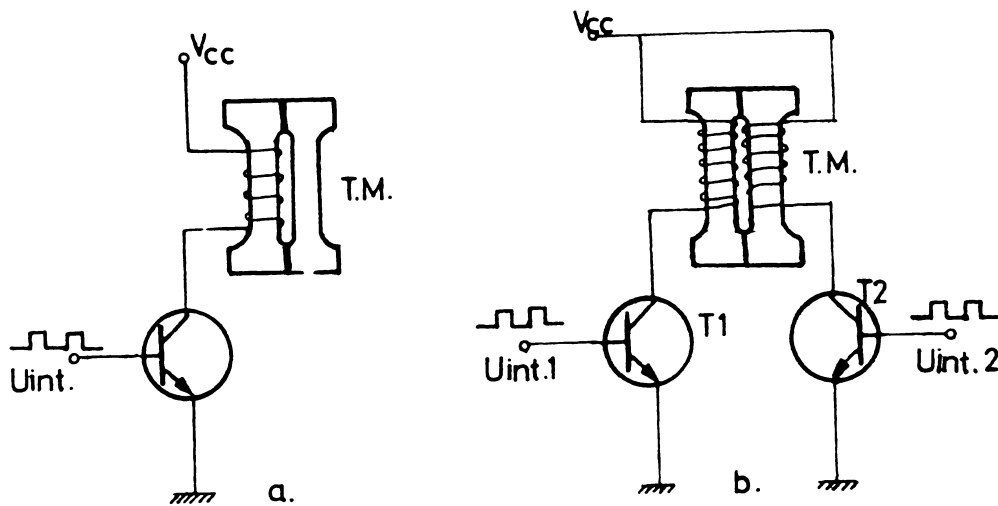 Vcc
T.M.
Uint.
a.
Vcc
T.M.
T1
T2
Uint.1
Uint.2
b.